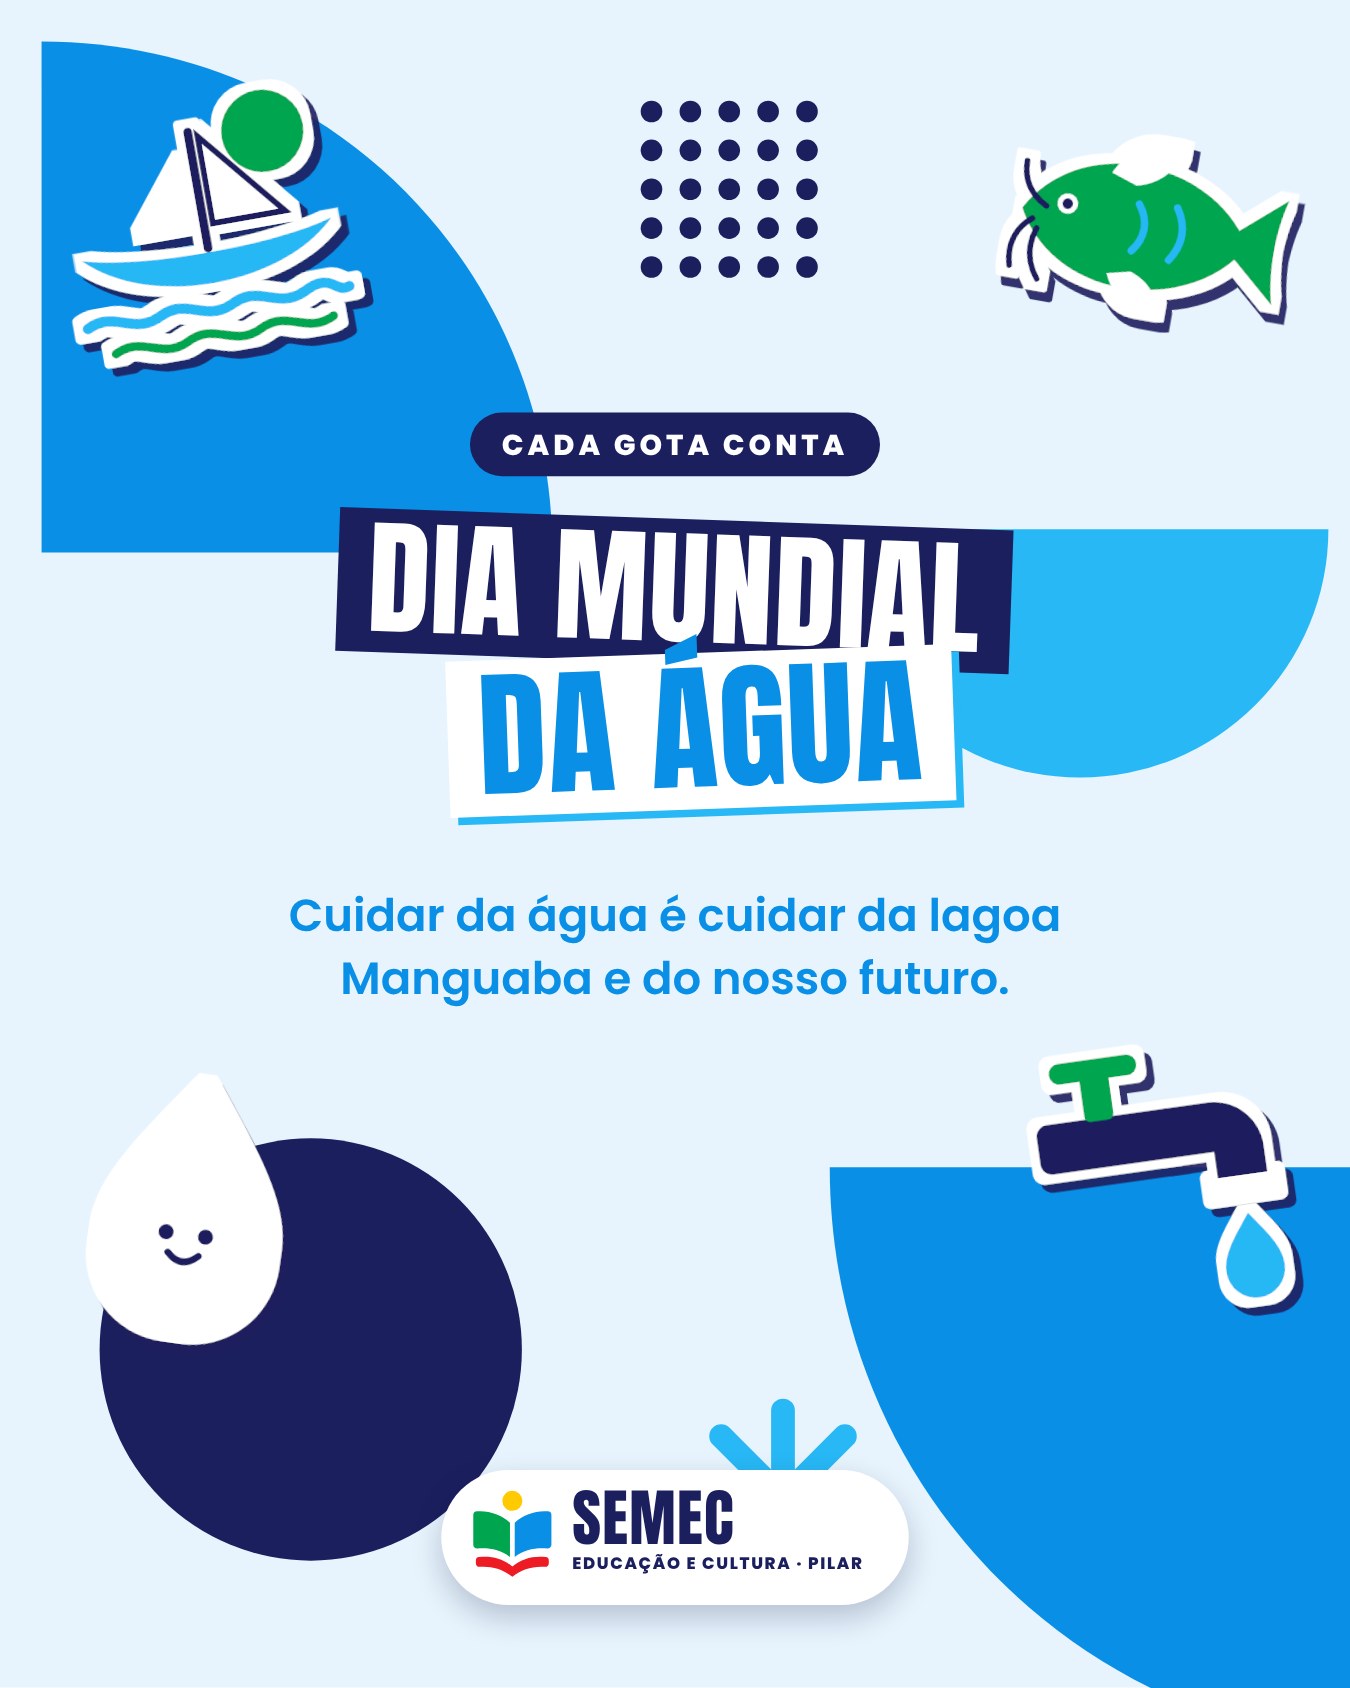 CADA GOTA CONTA
DIA MUNDIAL
DA ÁGUA
Cuidar da água é cuidar da lagoa
Manguaba e do nosso futuro.
SEMEC
EDUCAÇÃO E CULTURA · PILAR